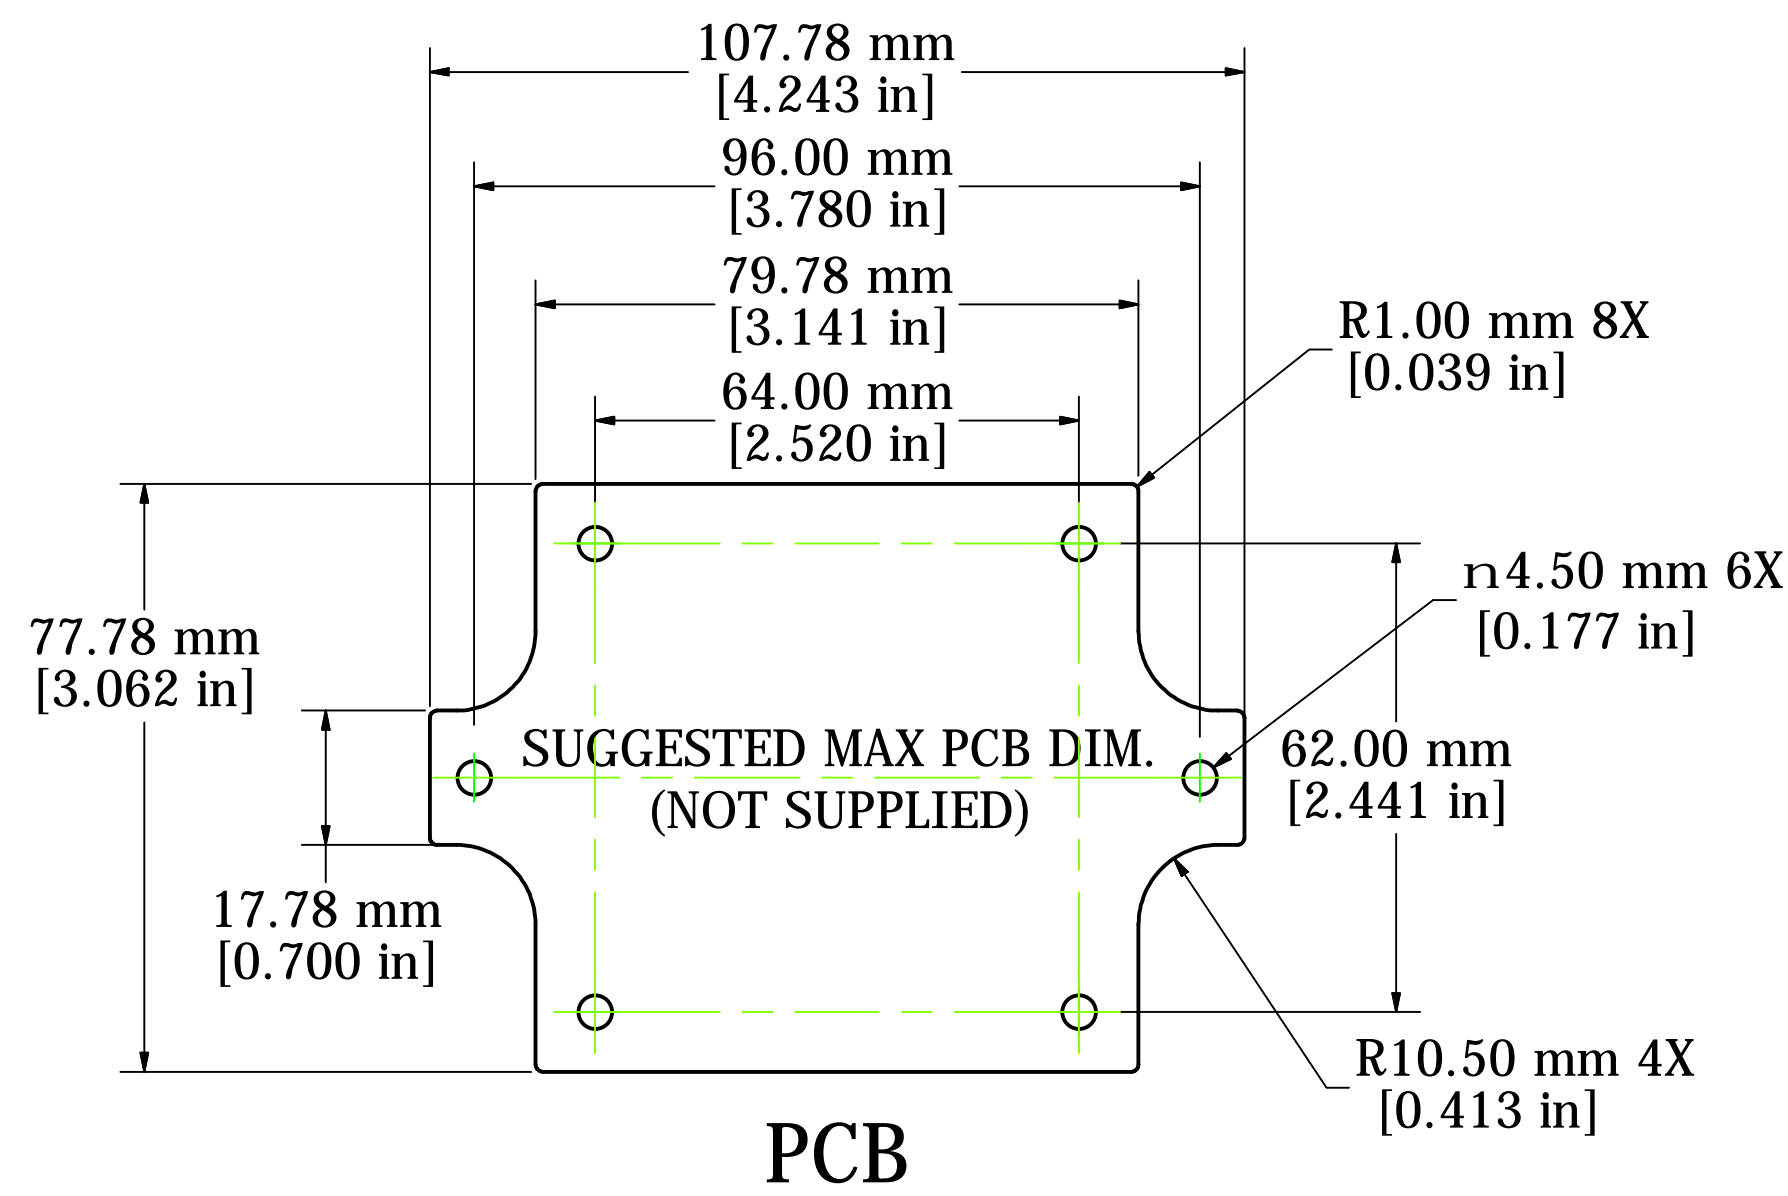 107.78 mm
[4.243 in]
96.00 mm
[3.780 in]
79.78 mm
[3.141 in]
64.00 mm
[2.520 in]
R1.00 mm 8X
[0.039 in]
n4.50 mm 6X
[0.177 in]
77.78 mm
[3.062 in]
SUGGESTED MAX PCB DIM.
(NOT SUPPLIED)
62.00 mm
[2.441 in]
17.78 mm
[0.700 in]
R10.50 mm 4X
[0.413 in]
PCB